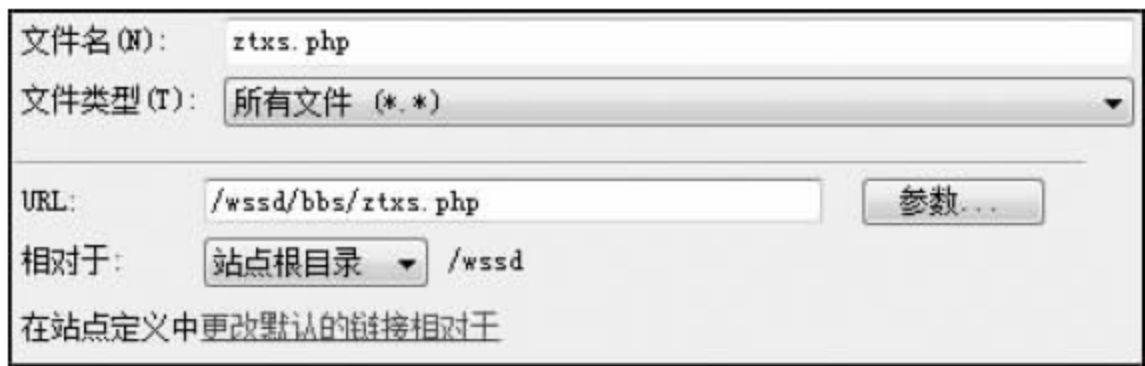 文件名(N): ztxs.php
文件类型(T): 所有文件 (*.*)
URL: /wssd/bbs/ztxs.php 参数...
相对于: 站点根目录 /wssd
在站点定义中更改默认的链接相对于